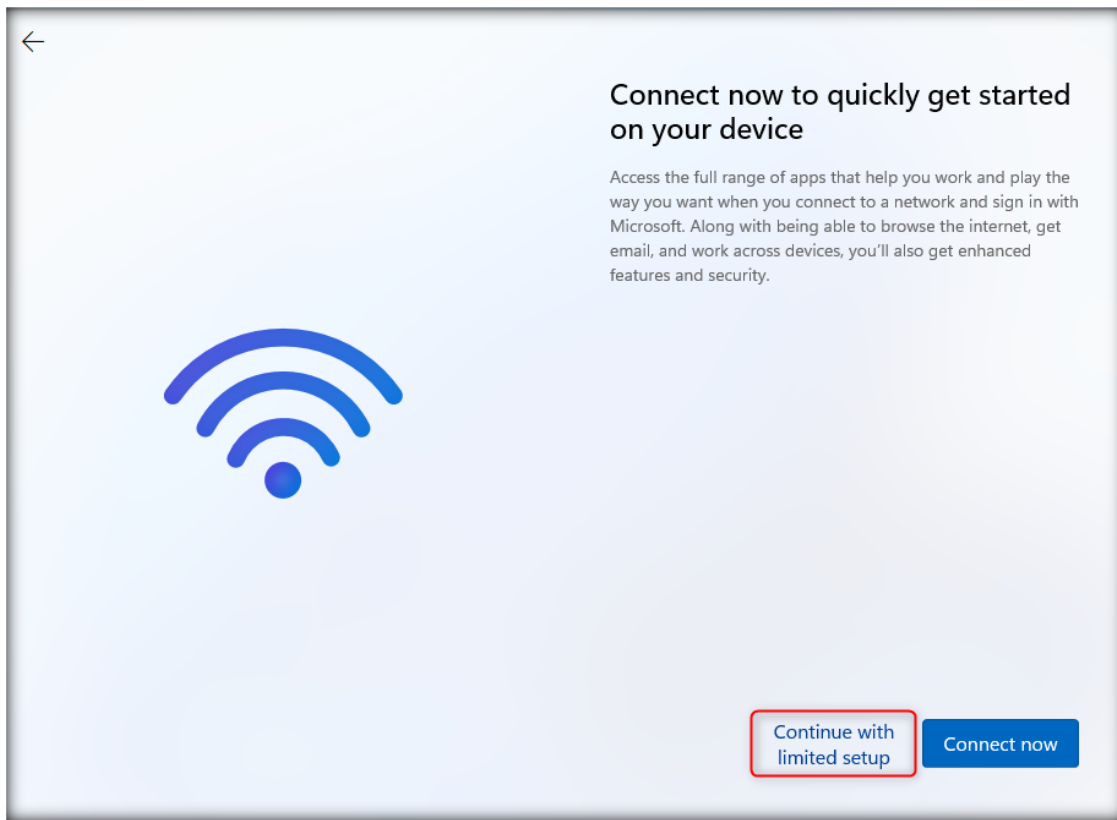 Connect now to quickly get started
on your device
Access the full range of apps that help you work and play the
way you want when you connect to a network and sign in with
Microsoft. Along with being able to browse the internet, get
email, and work across devices, you’ll also get enhanced
features and security.
Continue with
limited setup
Connect now